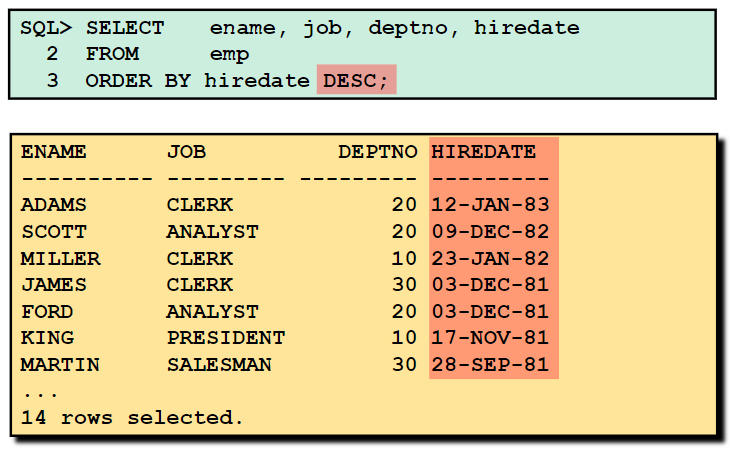 SQL> SELECT ename, job, deptno, hiredate
2 FROM emp
3 ORDER BY hiredate DESC;
ENAME JOB DEPTNO HIREDATE
---------- --------- --------- ---------
ADAMS CLERK 20 12-JAN-83
SCOTT ANALYST 20 09-DEC-82
MILLER CLERK 10 23-JAN-82
JAMES CLERK 30 03-DEC-81
FORD ANALYST 20 03-DEC-81
KING PRESIDENT 10 17-NOV-81
MARTIN SALESMAN 30 28-SEP-81
...
14 rows selected.